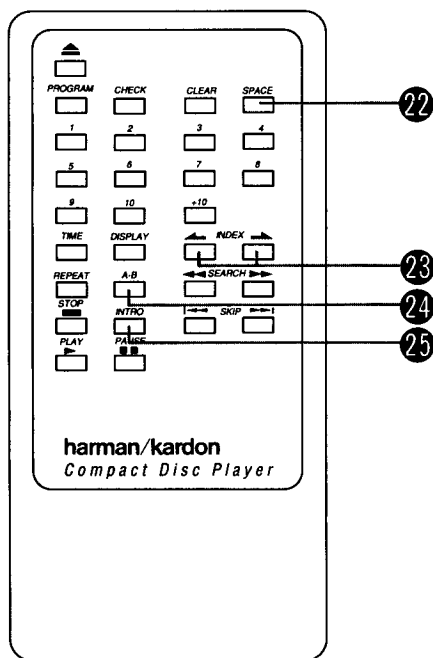 PROGRAM CHECK CLEAR SPACE
22
1 2 3 4
5 6 7 8
9 10 +10
TIME DISPLAY INDEX
23
REPEAT A-B SEARCH
24
STOP INTRO SKIP
25
PLAY PAUSE
harman/kardon
Compact Disc Player